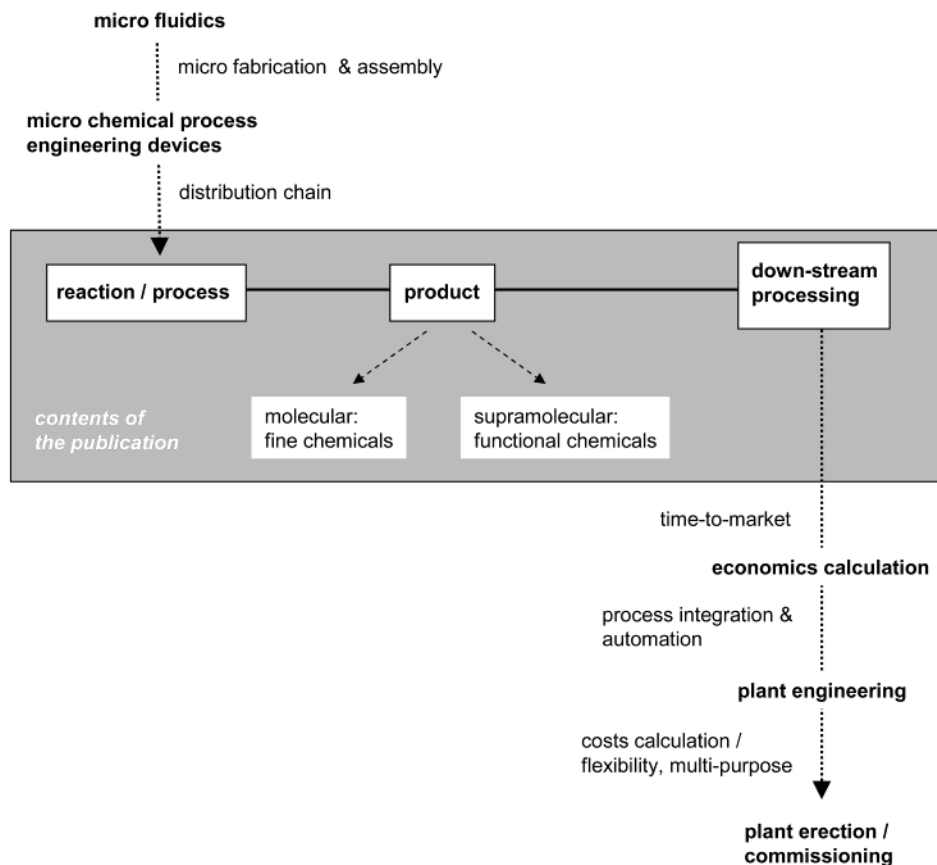 micro fluidics
micro fabrication & assembly
micro chemical process
engineering devices
distribution chain
reaction / process
product
down-stream
processing
molecular:
fine chemicals
supramolecular:
functional chemicals
contents of
the publication
time-to-market
economics calculation
process integration &
automation
plant engineering
costs calculation /
flexibility, multi-purpose
plant erection /
commissioning